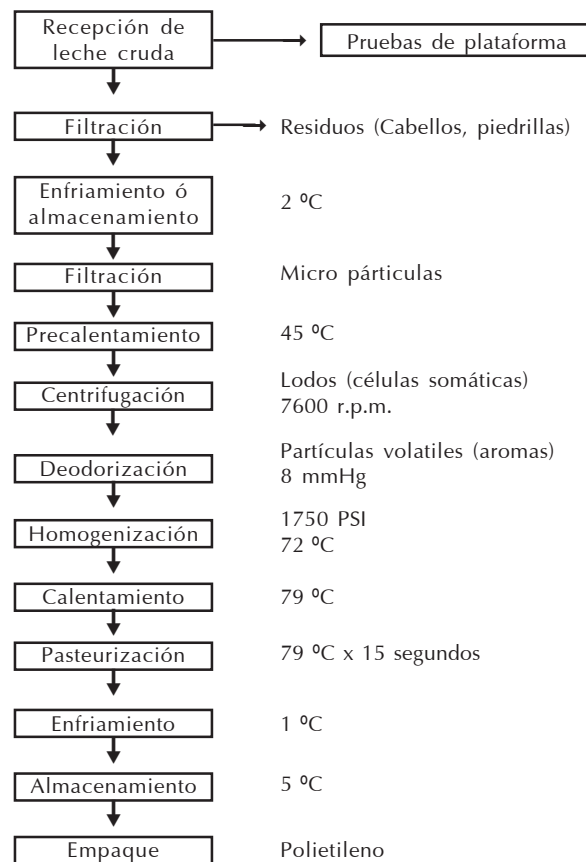 Recepción de
leche cruda
Pruebas de plataforma
Filtración
Residuos (Cabellos, piedrillas)
Enfriamiento ó
almacenamiento
2 ºC
Filtración
Micro párticulas
Precalentamiento
45 ºC
Centrifugación
Lodos (células somáticas)
7600 r.p.m.
Deodorización
Partículas volatiles (aromas)
8 mmHg
Homogenización
1750 PSI
72 ºC
Calentamiento
79 ºC
Pasteurización
79 ºC x 15 segundos
Enfriamiento
1 ºC
Almacenamiento
5 ºC
Empaque
Polietileno